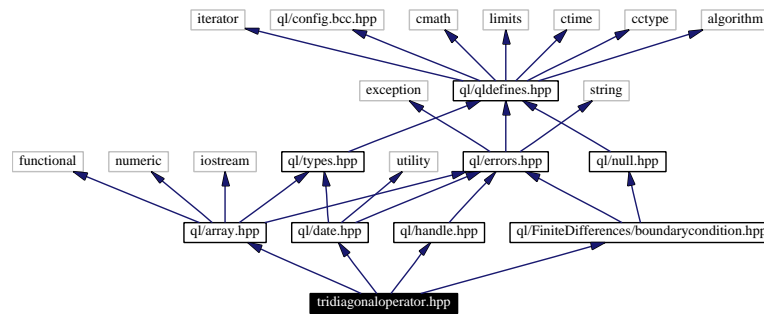 iterator ql/config.bcc.hpp cmath limits ctime cctype algorithm
exception ql/qldefines.hpp string
functional numeric iostream ql/types.hpp utility ql/errors.hpp ql/null.hpp
ql/array.hpp ql/date.hpp ql/handle.hpp ql/FiniteDifferences/boundarycondition.hpp
tridiagonaloperator.hpp